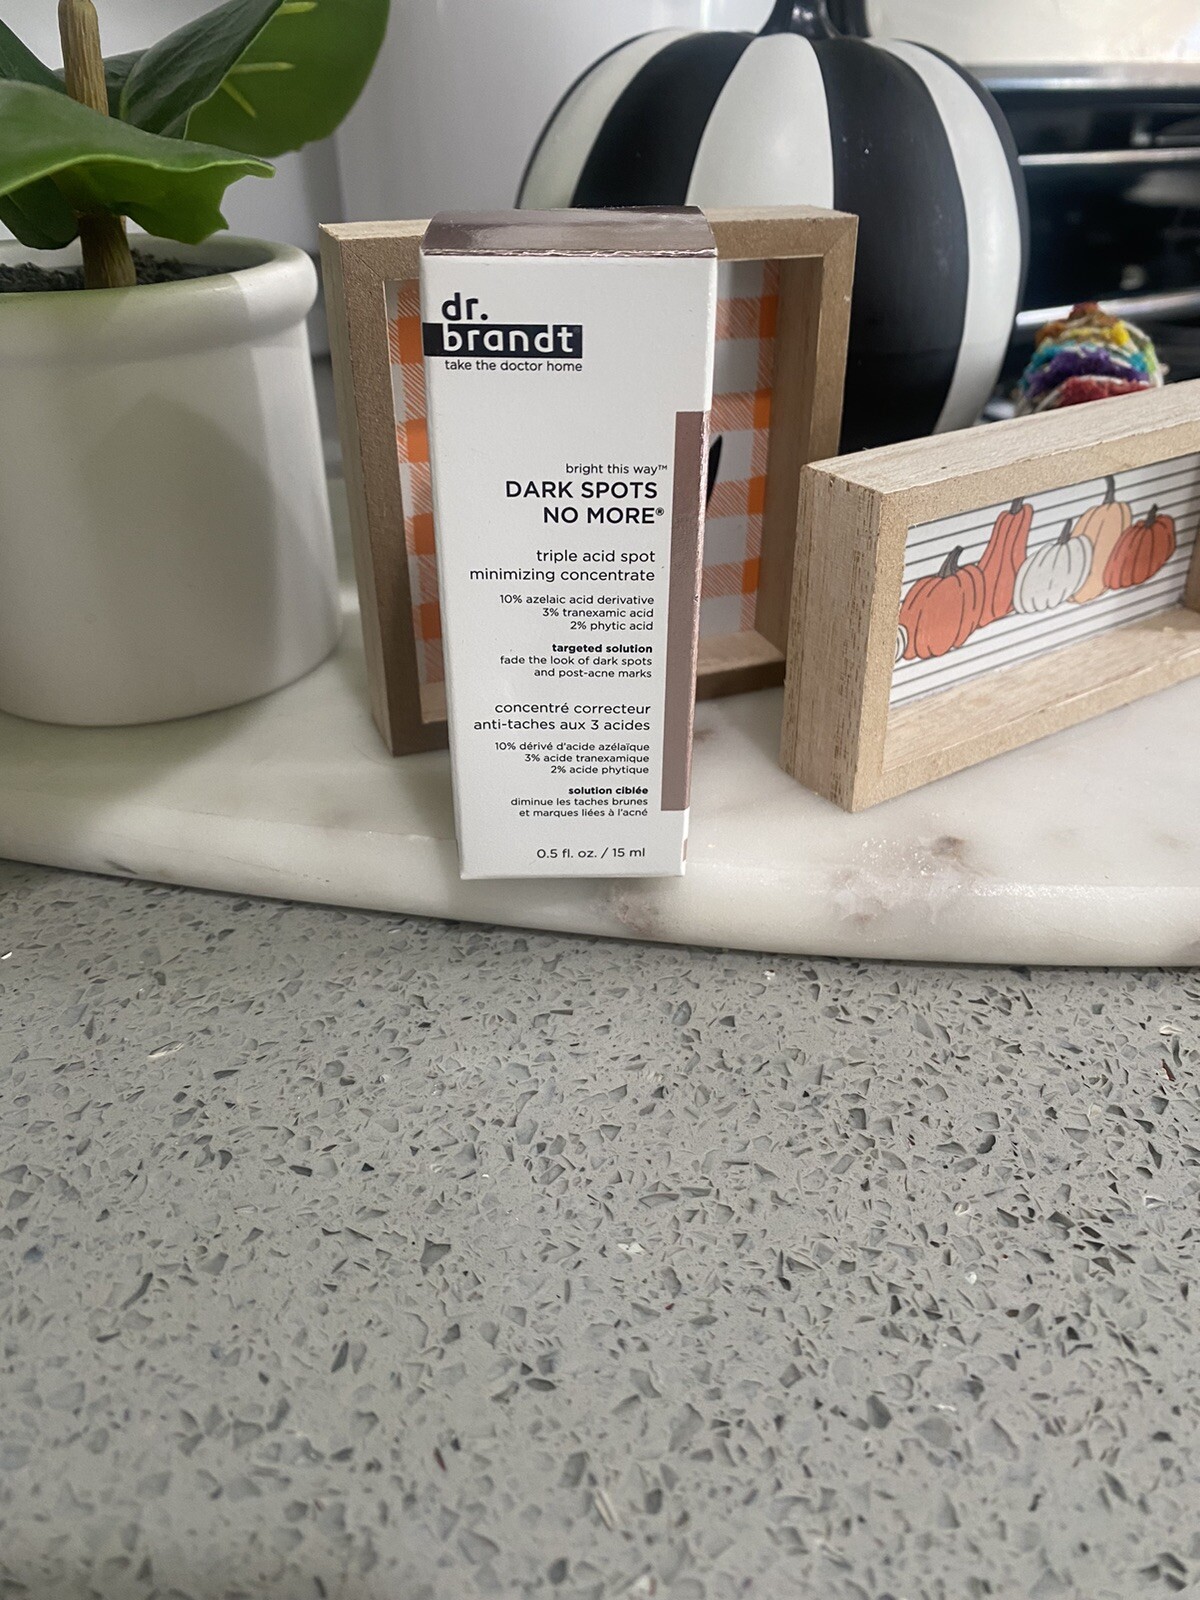 dr.
brandt
take the doctor home
bright this way™
DARK SPOTS
NO MORE®
triple acid spot
minimizing concentrate
10% azelaic acid derivative
3% tranexamic acid
2% phytic acid
targeted solution
fade the look of dark spots
and post-acne marks
concentré correcteur
anti-taches aux 3 acides
10% dérivé d'acide azélaïque
3% acide tranexamique
2% acide phytique
solution ciblée
diminue les taches brunes
et marques liées à l'acné
0.5 fl. oz. / 15 ml